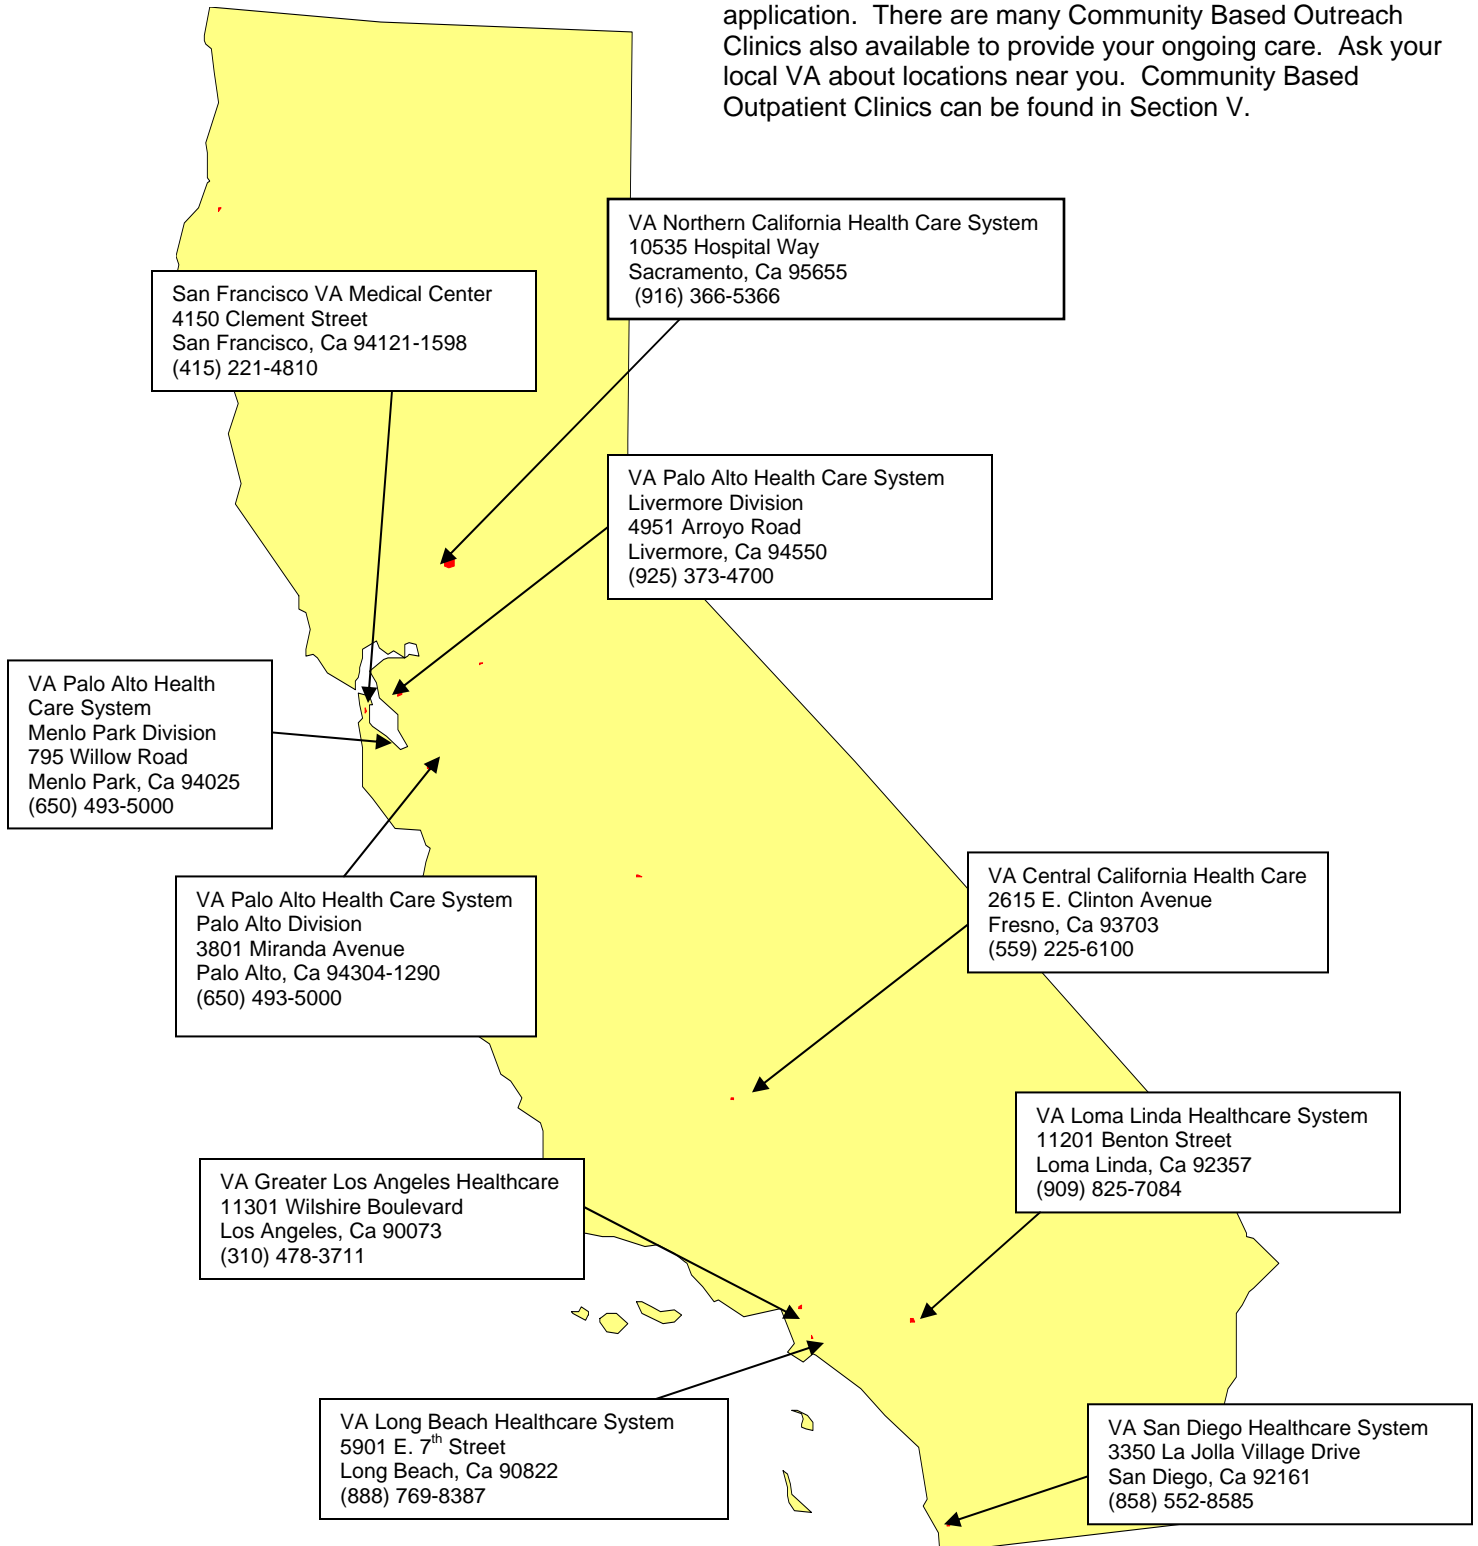 application. There are many Community Based Outreach
Clinics also available to provide your ongoing care. Ask your
local VA about locations near you. Community Based
Outpatient Clinics can be found in Section V.
VA Northern California Health Care System
10535 Hospital Way
Sacramento, Ca 95655
(916) 366-5366
San Francisco VA Medical Center
4150 Clement Street
San Francisco, Ca 94121-1598
(415) 221-4810
VA Palo Alto Health Care System
Livermore Division
4951 Arroyo Road
Livermore, Ca 94550
(925) 373-4700
VA Palo Alto Health
Care System
Menlo Park Division
795 Willow Road
Menlo Park, Ca 94025
(650) 493-5000
VA Palo Alto Health Care System
Palo Alto Division
3801 Miranda Avenue
Palo Alto, Ca 94304-1290
(650) 493-5000
VA Central California Health Care
2615 E. Clinton Avenue
Fresno, Ca 93703
(559) 225-6100
VA Loma Linda Healthcare System
11201 Benton Street
Loma Linda, Ca 92357
(909) 825-7084
VA Greater Los Angeles Healthcare
11301 Wilshire Boulevard
Los Angeles, Ca 90073
(310) 478-3711
VA Long Beach Healthcare System
5901 E. 7th Street
Long Beach, Ca 90822
(888) 769-8387
VA San Diego Healthcare System
3350 La Jolla Village Drive
San Diego, Ca 92161
(858) 552-8585